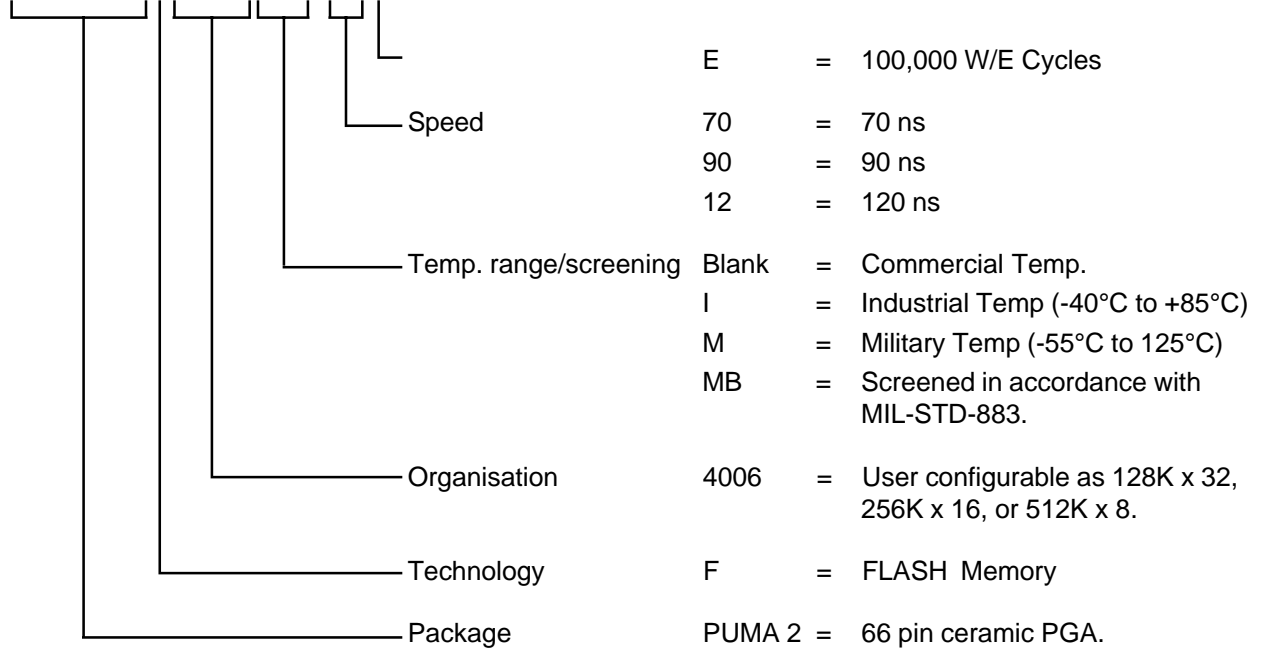 E = 100,000 W/E Cycles
Speed 70 = 70 ns
90 = 90 ns
12 = 120 ns
Temp. range/screening Blank = Commercial Temp.
I = Industrial Temp (-40°C to +85°C)
M = Military Temp (-55°C to 125°C)
MB = Screened in accordance with
MIL-STD-883.
Organisation 4006 = User configurable as 128K x 32,
256K x 16, or 512K x 8.
Technology F = FLASH Memory
Package PUMA 2 = 66 pin ceramic PGA.